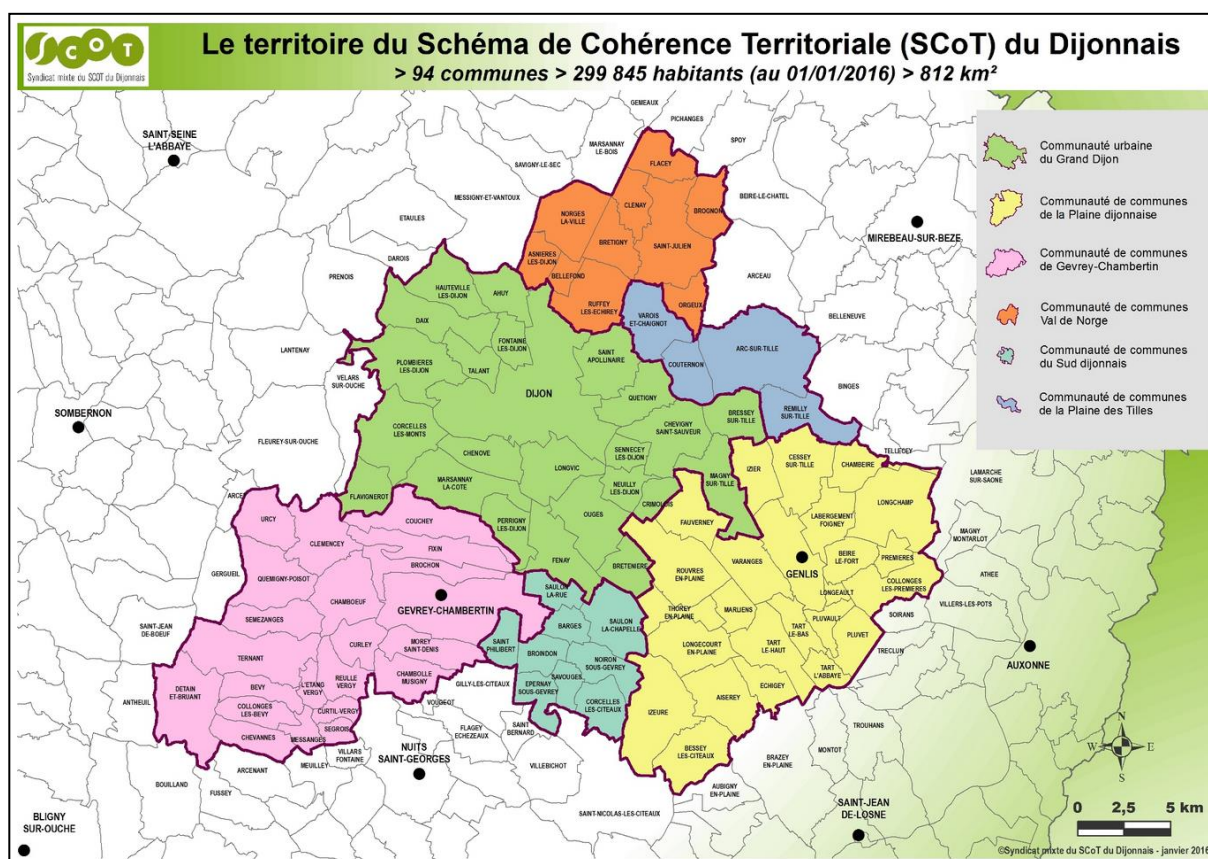 SCOT
Syndicat mixte du SCOT du Dijonnais
Le territoire du Schéma de Cohérence Territoriale (SCoT) du Dijonnais
> 94 communes > 299 845 habitants (au 01/01/2016) > 812 km²
Communauté urbaine
du Grand Dijon
Communauté de communes
de la Plaine dijonnaise
Communauté de communes
de Gevrey-Chambertin
Communauté de communes
Val de Norge
Communauté de communes
du Sud dijonnais
Communauté de communes
de la Plaine des Tilles
GEMEAUX
PICHANGES
SAINT-SEINE
L'ABBAYE
MARSANNAY
LE-BOIS
SPOY
SAVIGNY-LE-SEC
FLACEY
MESSIGNY-ET-VANTOUX
BEIRE-LE-CHATEL
CLENAY
BROGNON
NORGES
LA-VILLE
ETAULES
BRETIGNY
SAINT-JULIEN
MIREBEAU-SUR-BEZE
ASNIERES
LES-DIJON
DAROIS
BELLEFOND
ARCEAU
PRENOIS
HAUTEVILLE
LES-DIJON
AHUY
RUFFEY
LES-ECHIREY
ORGEUX
VAROIS
ET-CHAIGNOT
BELLENEUVE
DAIX
FONTAINE
LES-DIJON
LANTENAY
SAINT
APOLLINAIRE
ARC-SUR-TILLE
COUTERNON
PLOMBIERES
LES-DIJON
TALANT
VELARS
SUR-OUCHE
BINGES
DIJON
QUETIGNY
SOMBERNON
REMILLY
SUR-TILLE
BRESSEY
SUR-TILLE
CHEVIGNY
SAINT-SAUVEUR
CORCELLES
LES-MONTS
FLEUREY-SUR-OUCHE
CHENOVE
SENNECEY
LES-DIJON
IZIER
CESSEY
SUR-TILLE
CHAMBEIRE
TELLECEY
LONGVIC
LAMARCHE
SUR-SAONE
MARSANNAY
LA-COTE
NEUILLY
LES-DIJON
MAGNY
SUR-TILLE
FLAVIGNEROT
CRIMOLOIS
LONGCHAMP
OUGES
PERRIGNY
LES-DIJON
LABERGEMENT
FOIGNEY
URCY
COUCHEY
FAUVERNEY
MAGNY
MONTARLOT
CLEMENCEY
FIXIN
FENAY
BRETENIERE
VARANGES
GENLIS
BEIRE
LE-FORT
PREMIERES
BROCHON
ROUVRES
EN-PLAINE
ATHEE
GERGUEIL
QUEMIGNY-POISOT
COLLONGES
LES-PREMIERES
LONGEAULT
SAULON
LA-RUE
CHAMBOEUF
GEVREY-CHAMBERTIN
VILLERS-LES-POTS
THOREY
EN-PLAINE
MARLIENS
SOIRANS
SEMEZANGES
BARGES
SAULON
LA-CHAPELLE
PLUVAULT
SAINT-JEAN
DE-BOEUF
TART
LE-BAS
PLUVET
SAINT
PHILIBERT
MOREY
SAINT-DENIS
CURLEY
LONGECOURT
EN-PLAINE
TART
LE-HAUT
BROINDON
TRECLUN
NOIRON
SOUS-GEVREY
TERNANT
AUXONNE
CHAMBOLLE
MUSIGNY
SAVOUGES
TART
L'ABBAYE
REULLE
VERGY
GILLY-LES-CITEAUX
EPERNAY
SOUS-GEVREY
L'ETANG
VERGY
BEVY
ECHIGEY
DETAIN
ET-BRUANT
AISEREY
ANTHEUIL
CORCELLES
LES-CITEAUX
IZEURE
COLLONGES
LES-BEVY
CURTIL-VERGY
VOUGEOT
SEGROIS
FLAGEY
ECHEZEAUX
SAINT
BERNARD
TROUHANS
CHEVANNES
MESSANGES
NUITS
SAINT-GEORGES
VILLARS
FONTAINE
BESSEY
LES-CITEAUX
MONTOT
BRAZEY
EN-PLAINE
MEUILLEY
VILLEBICHOT
ARCENANT
BOUILLAND
FUSSEY
AUBIGNY
EN-PLAINE
SAINT-NICOLAS-LES-CITEAUX
SAINT-JEAN
DE-LOSNE
BLIGNY
SUR-OUCHE
N
W
E
S
0 2,5 5 km
©Syndicat mixte du SCoT du Dijonnais - janvier 2016